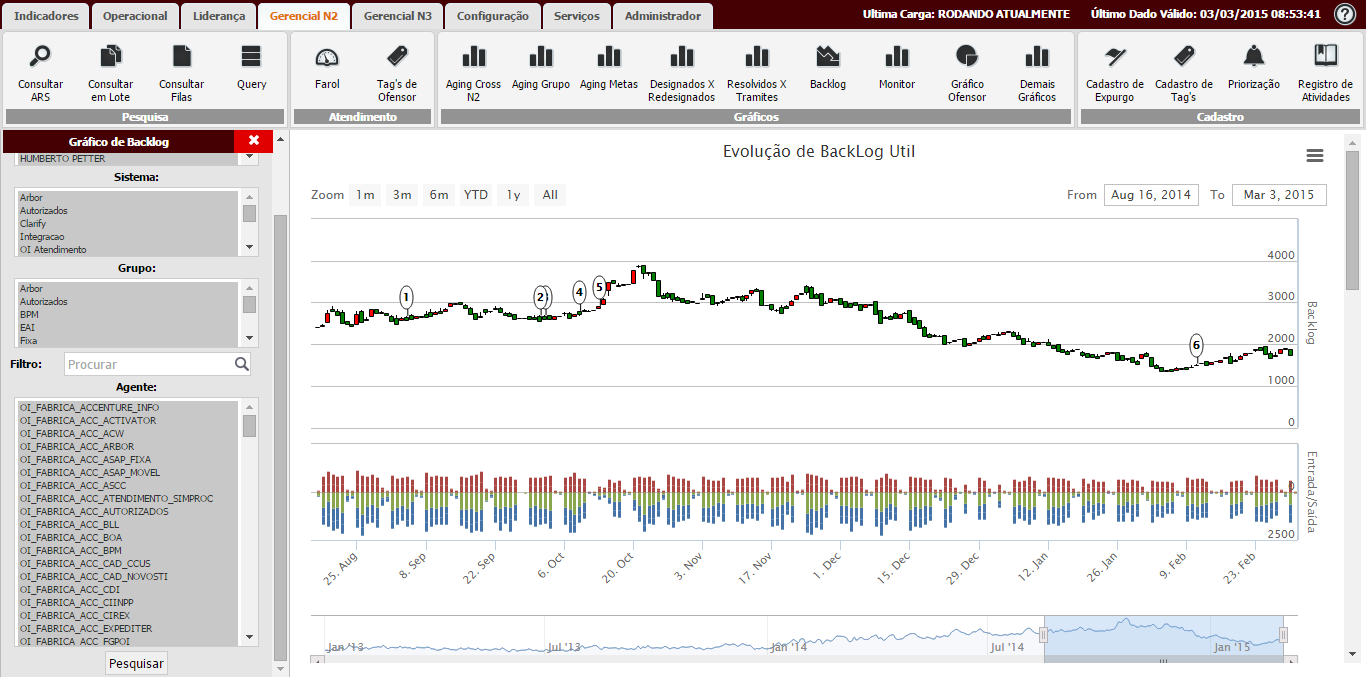 Indicadores Operacional Liderança Gerencial N2 Gerencial N3 Configuração Serviços Administrador Ultima Carga: RODANDO ATUALMENTE Último Dado Válido: 03/03/2015 08:53:41 ?
Consultar ARS
Consultar em Lote
Consultar Filas
Query
Pesquisa
Farol
Tag's de Ofensor
Atendimento
Aging Cross N2
Aging Grupo
Aging Metas
Designados X Redesignados
Resolvidos X Tramites
Backlog
Monitor
Gráfico Ofensor
Demais Gráficos
Gráficos
Cadastro de Expurgo
Cadastro de Tag's
Priorização
Registro de Atividades
Cadastro
Gráfico de Backlog
HUMBERTO PETTER
Sistema:
Arbor
Autorizados
Clarify
Integracao
OI Atendimento
Grupo:
Arbor
Autorizados
BPM
EAI
Fixa
Filtro: Procurar
Agente:
OI_FABRICA_ACCENTURE_INFO
OI_FABRICA_ACC_ACTIVATOR
OI_FABRICA_ACC_ACW
OI_FABRICA_ACC_ARBOR
OI_FABRICA_ACC_ASAP_FIXA
OI_FABRICA_ACC_ASAP_MOVEL
OI_FABRICA_ACC_ASCC
OI_FABRICA_ACC_ATENDIMENTO_SIMPROC
OI_FABRICA_ACC_AUTORIZADOS
OI_FABRICA_ACC_BLL
OI_FABRICA_ACC_BOA
OI_FABRICA_ACC_BPM
OI_FABRICA_ACC_CAD_CCUS
OI_FABRICA_ACC_CAD_NOVOSTI
OI_FABRICA_ACC_CDI
OI_FABRICA_ACC_CIINPP
OI_FABRICA_ACC_CIREX
OI_FABRICA_ACC_EXPEDITER
OI_FABRICA_ACC_FGPOI
Pesquisar
Evolução de BackLog Util
Zoom 1m 3m 6m YTD 1y All From Aug 16, 2014 To Mar 3, 2015
4000
3000
2000
1000
0
Backlog
1 2 4 5 6
0
2500
Entrada/Saída
25. Aug 8. Sep 22. Sep 6. Oct 20. Oct 3. Nov 17. Nov 1. Dec 15. Dec 29. Dec 12. Jan 26. Jan 9. Feb 23. Feb
Jan '13 Jul '13 Jan '14 Jul '14 Jan '15